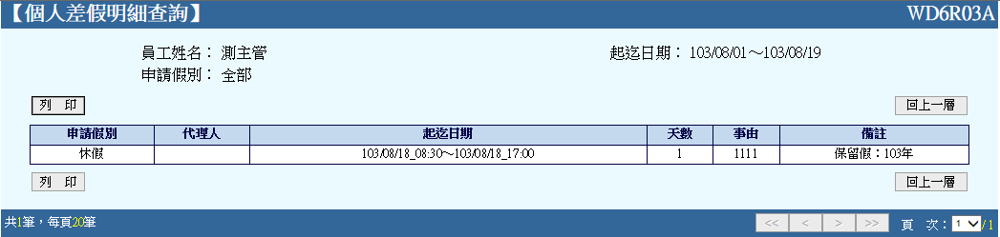 【個人差假明細查詢】 WD6R03A
員工姓名： 測主管 起迄日期： 103/08/01～103/08/19
申請假別： 全部
列 印 回上一層
申請假別 代理人 起迄日期 天數 事由 備註
休假 103/08/18_08:30～103/08/18_17:00 1 1111 保留假：103年
列 印 回上一層
共1筆，每頁20筆 << < > >> 頁 次： 1 / 1